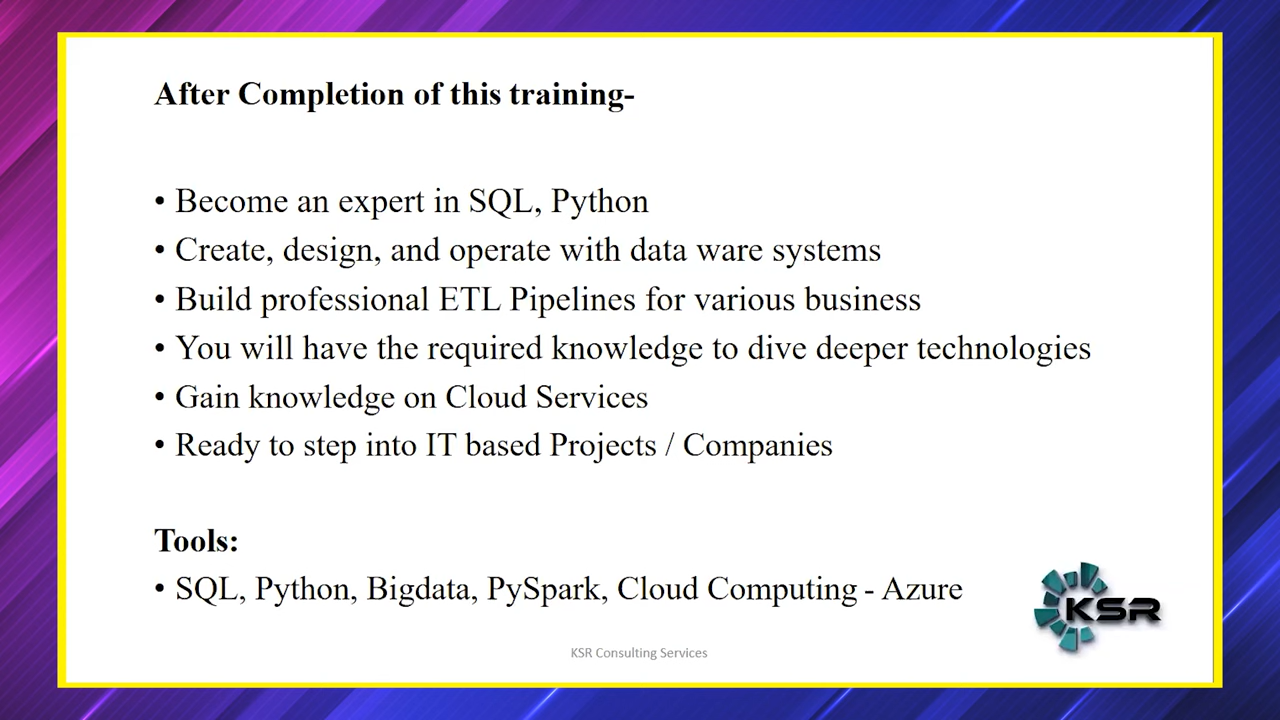 After Completion of this training-
• Become an expert in SQL, Python
• Create, design, and operate with data ware systems
• Build professional ETL Pipelines for various business
• You will have the required knowledge to dive deeper technologies
• Gain knowledge on Cloud Services
• Ready to step into IT based Projects / Companies
Tools:
• SQL, Python, Bigdata, PySpark, Cloud Computing - Azure
KSR
KSR Consulting Services